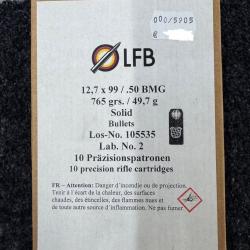 000/5905
€
LFB
12,7 x 99 / .50 BMG
765 grs. / 49,7 g
Solid
Bullets
Los-No. 105535
Lab. No. 2
10 Präzisionspatronen
10 precision rifle cartridges
FR – Attention: Danger d'incendie ou de projection.
Tenir à l'écart de la chaleur, des surfaces
chaudes, des étincelles, des flammes nues et
de toute autre source d'inflammation. Ne pas fumer.